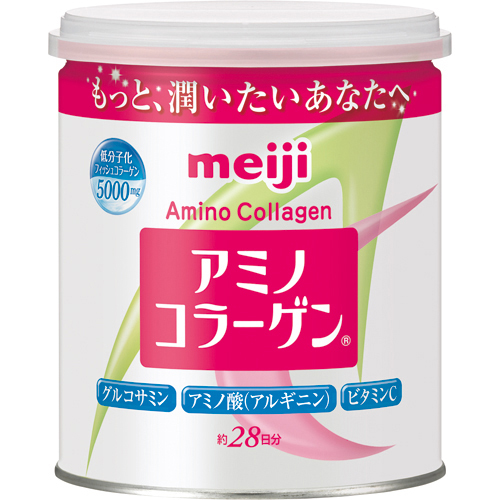 もっと、潤いたいあなたへ
低分子化
フィッシュコラーゲン
5000mg
meiji
Amino Collagen
アミノ
コラーゲン®
グルコサミン
アミノ酸(アルギニン)
ビタミンC
約28日分